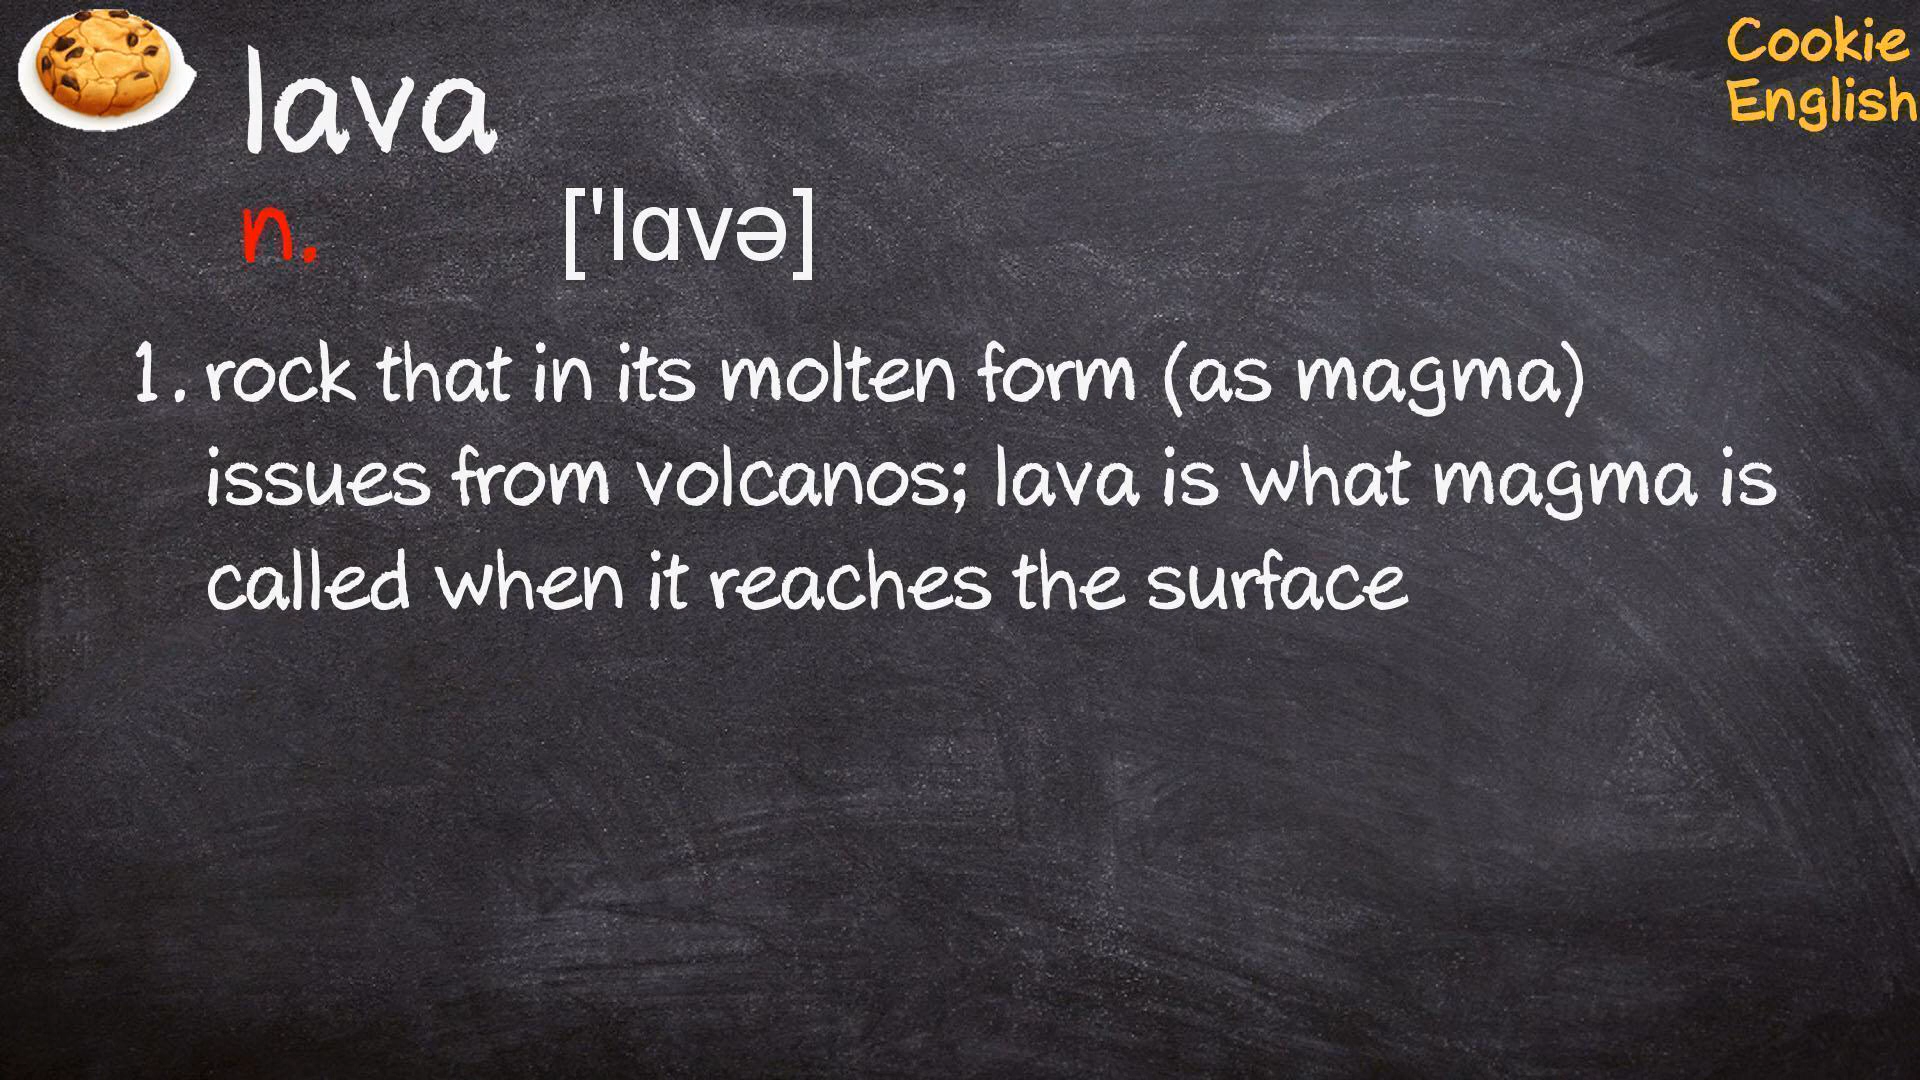 lava
Cookie
English
n. ['lɑvə]
1. rock that in its molten form (as magma)
issues from volcanos; lava is what magma is
called when it reaches the surface